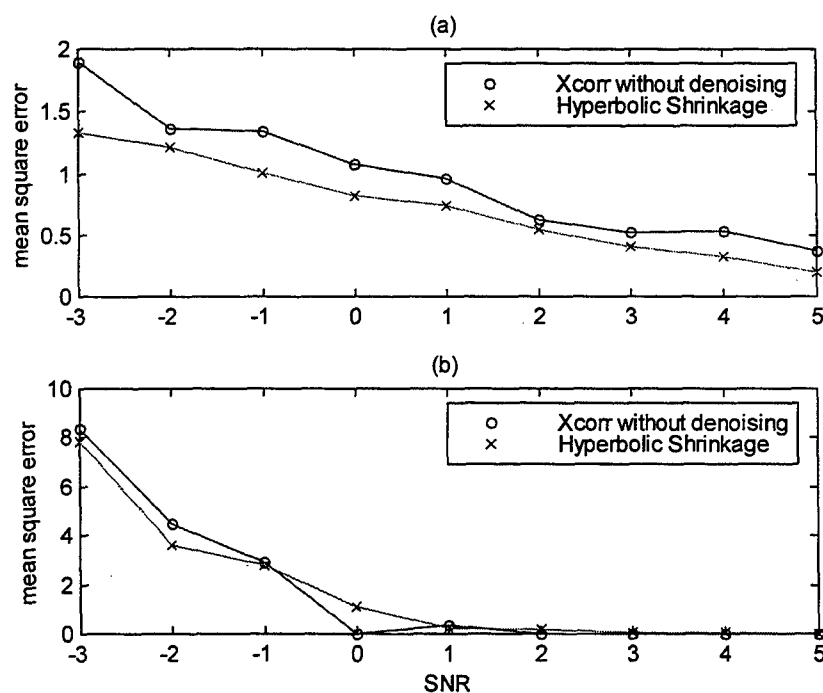 (a)
mean square error
2
1.5
1
0.5
0
Xcorr without denoising
Hyperbolic Shrinkage
-3 -2 -1 0 1 2 3 4 5
(b)
mean square error
10
8
6
4
2
0
Xcorr without denoising
Hyperbolic Shrinkage
-3 -2 -1 0 1 2 3 4 5
SNR